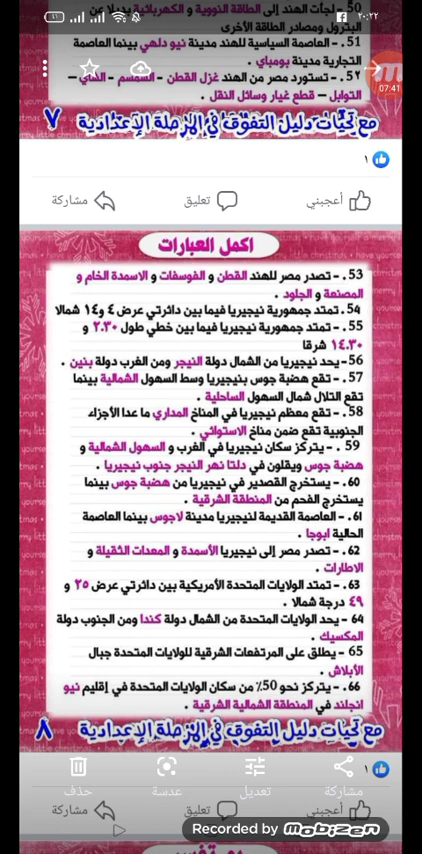 ٢٠:٢٢
50. - لجأت الهند إلى الطاقة النووية و الكهربائية بديلا عن
البترول ومصادر الطاقة الأخرى
51. - العاصمة السياسية للهند مدينة نيو دلهي بينما العاصمة
التجارية مدينة بومباي .
52. - تستورد مصر من الهند غزل القطن - السمسم - الشاي -
التوابل - قطع غيار وسائل النقل .
07:41
مع تحيات دليل التفوق في المرحلة الإعدادية ٧
١
أعجبني تعليق مشاركة
اكمل العبارات
53. - تصدر مصر للهند القطن و الفوسفات و الاسمدة الخام و
المصنعة و الجلود .
54. تمتد جمهورية نيجيريا فيما بين دائرتي عرض ٤ و ١٤ شمالا
55. - تمتد جمهورية نيجيريا فيما بين خطي طول ٢.٣٠ و
١٤.٣٠ شرقا
56- يحد نيجيريا من الشمال دولة النيجر ومن الغرب دولة بنين .
57. - تقع هضبة جوس بنيجيريا وسط السهول الشمالية بينما
تقع التلال شمال السهول الساحلية .
58. - تقع معظم نيجيريا في المناخ المداري ما عدا الأجزاء
الجنوبية تقع ضمن مناخ الاستوائي .
59. - يتركز سكان نيجيريا في الغرب و السهول الشمالية و
هضبة جوس ويقلون في دلتا نهر النيجر جنوب نيجيريا .
60. - يستخرج القصدير في نيجيريا من هضبة جوس بينما
يستخرج الفحم من المنطقة الشرقية .
61. - العاصمة القديمة لنيجيريا مدينة لاجوس بينما العاصمة
الحالية ابوجا .
62. - تصدر مصر إلى نيجيريا الأسمدة و المعدات الثقيلة و
الاطارات .
63. - تمتد الولايات المتحدة الأمريكية بين دائرتي عرض ٢٥ و
٤٩ درجة شمالا .
64 - يحد الولايات المتحدة من الشمال دولة كندا ومن الجنوب دولة
المكسيك .
65 - يطلق على المرتفعات الشرقية للولايات المتحدة جبال
الأبلاش .
66. - يتركز نحو 50٪ من سكان الولايات المتحدة في إقليم نيو
انجلند في المنطقة الشمالية الشرقية .
مع تحيات دليل التفوق في المرحلة الإعدادية ٨
١
مشاركة تعديل عدسة حذف
أعجبني تعليق مشاركة
Recorded by Mobizen